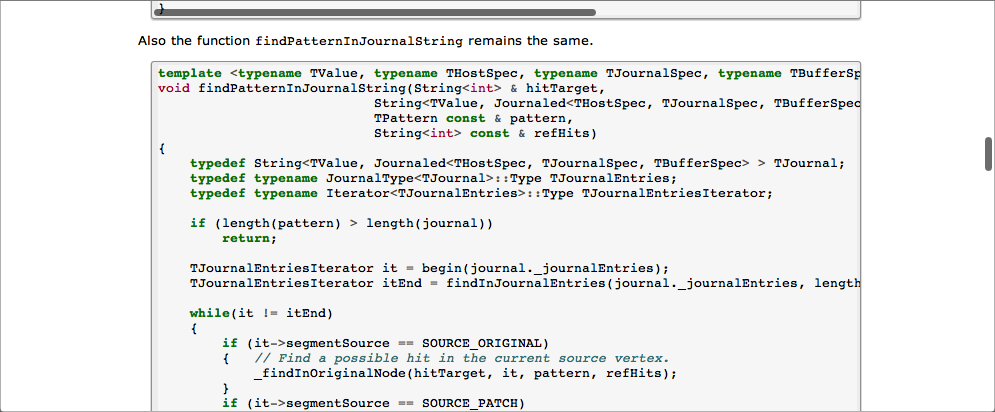 }
Also the function findPatternInJournalString remains the same.
template <typename TValue, typename THostSpec, typename TJournalSpec, typename TBufferSp
void findPatternInJournalString(String<int> & hitTarget,
String<TValue, Journaled<THostSpec, TJournalSpec, TBufferSpec
TPattern const & pattern,
String<int> const & refHits)
{
typedef String<TValue, Journaled<THostSpec, TJournalSpec, TBufferSpec> > TJournal;
typedef typename JournalType<TJournal>::Type TJournalEntries;
typedef typename Iterator<TJournalEntries>::Type TJournalEntriesIterator;
if (length(pattern) > length(journal))
return;
TJournalEntriesIterator it = begin(journal._journalEntries);
TJournalEntriesIterator itEnd = findInJournalEntries(journal._journalEntries, length
while(it != itEnd)
{
if (it->segmentSource == SOURCE_ORIGINAL)
{ // Find a possible hit in the current source vertex.
_findInOriginalNode(hitTarget, it, pattern, refHits);
}
if (it->segmentSource == SOURCE_PATCH)